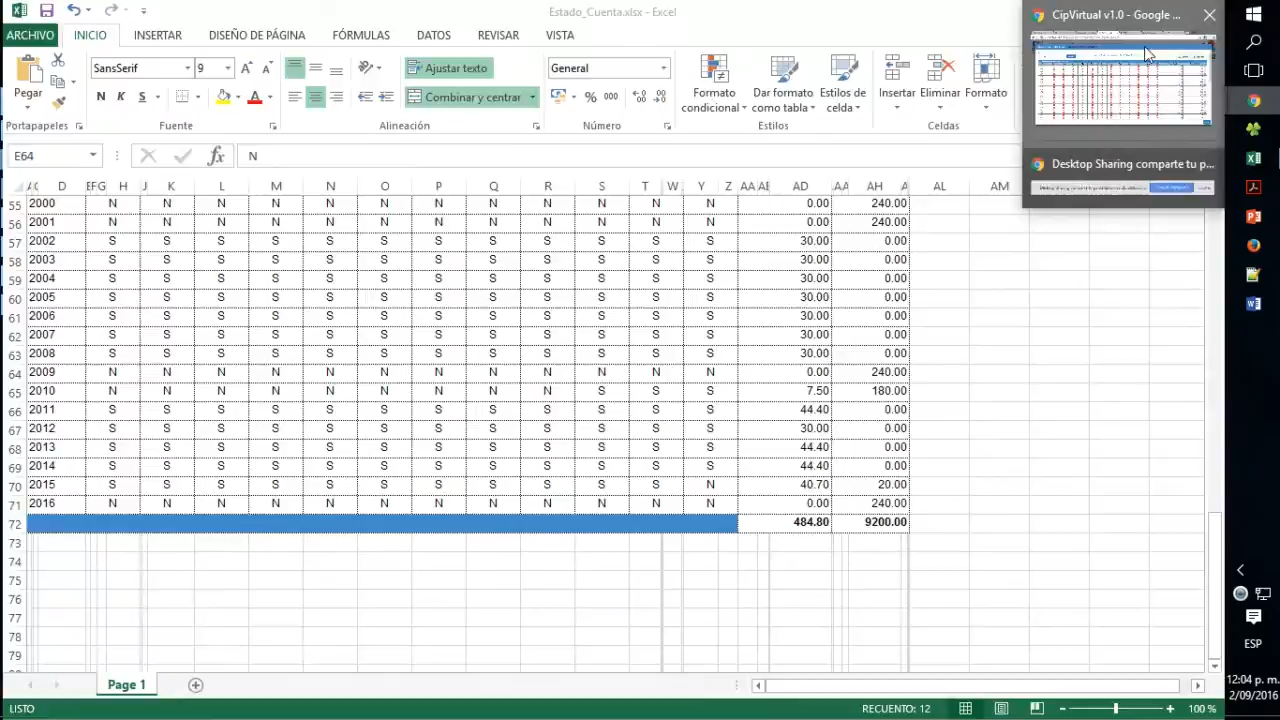 Estado_Cuenta.xlsx - Excel
ARCHIVO INICIO INSERTAR DISEÑO DE PÁGINA FÓRMULAS DATOS REVISAR VISTA
Pegar
SansSerif 9
N K S
Ajustar texto
Combinar y centrar
General
% 000
Formato condicional
Dar formato como tabla
Estilos de celda
Insertar Eliminar Formato
Portapapeles Fuente Alineación Número Estilos Celdas
CipVirtual v1.0 - Google ...
Desktop Sharing comparte tu p...
E64 fx N
D H J K L M N O P Q R S T W Y Z AA AD AH AL AM
55 2000 N N N N N N N N N N N N 0.00 240.00
56 2001 N N N N N N N N N N N N 0.00 240.00
57 2002 S S S S S S S S S S S S 30.00 0.00
58 2003 S S S S S S S S S S S S 30.00 0.00
59 2004 S S S S S S S S S S S S 30.00 0.00
60 2005 S S S S S S S S S S S S 30.00 0.00
61 2006 S S S S S S S S S S S S 30.00 0.00
62 2007 S S S S S S S S S S S S 30.00 0.00
63 2008 S S S S S S S S S S S S 30.00 0.00
64 2009 N N N N N N N N N N N N 0.00 240.00
65 2010 N N N N N N N N N S S S 7.50 180.00
66 2011 S S S S S S S S S S S S 44.40 0.00
67 2012 S S S S S S S S S S S S 30.00 0.00
68 2013 S S S S S S S S S S S S 44.40 0.00
69 2014 S S S S S S S S S S S S 44.40 0.00
70 2015 S S S S S S S S S S S N 40.70 20.00
71 2016 N N N N N N N N N N N N 0.00 240.00
72 484.80 9200.00
73
74
75
76
77
78
79
Page 1
LISTO RECUENTO: 12 100 %
ESP
12:04 p. m.
2/09/2016